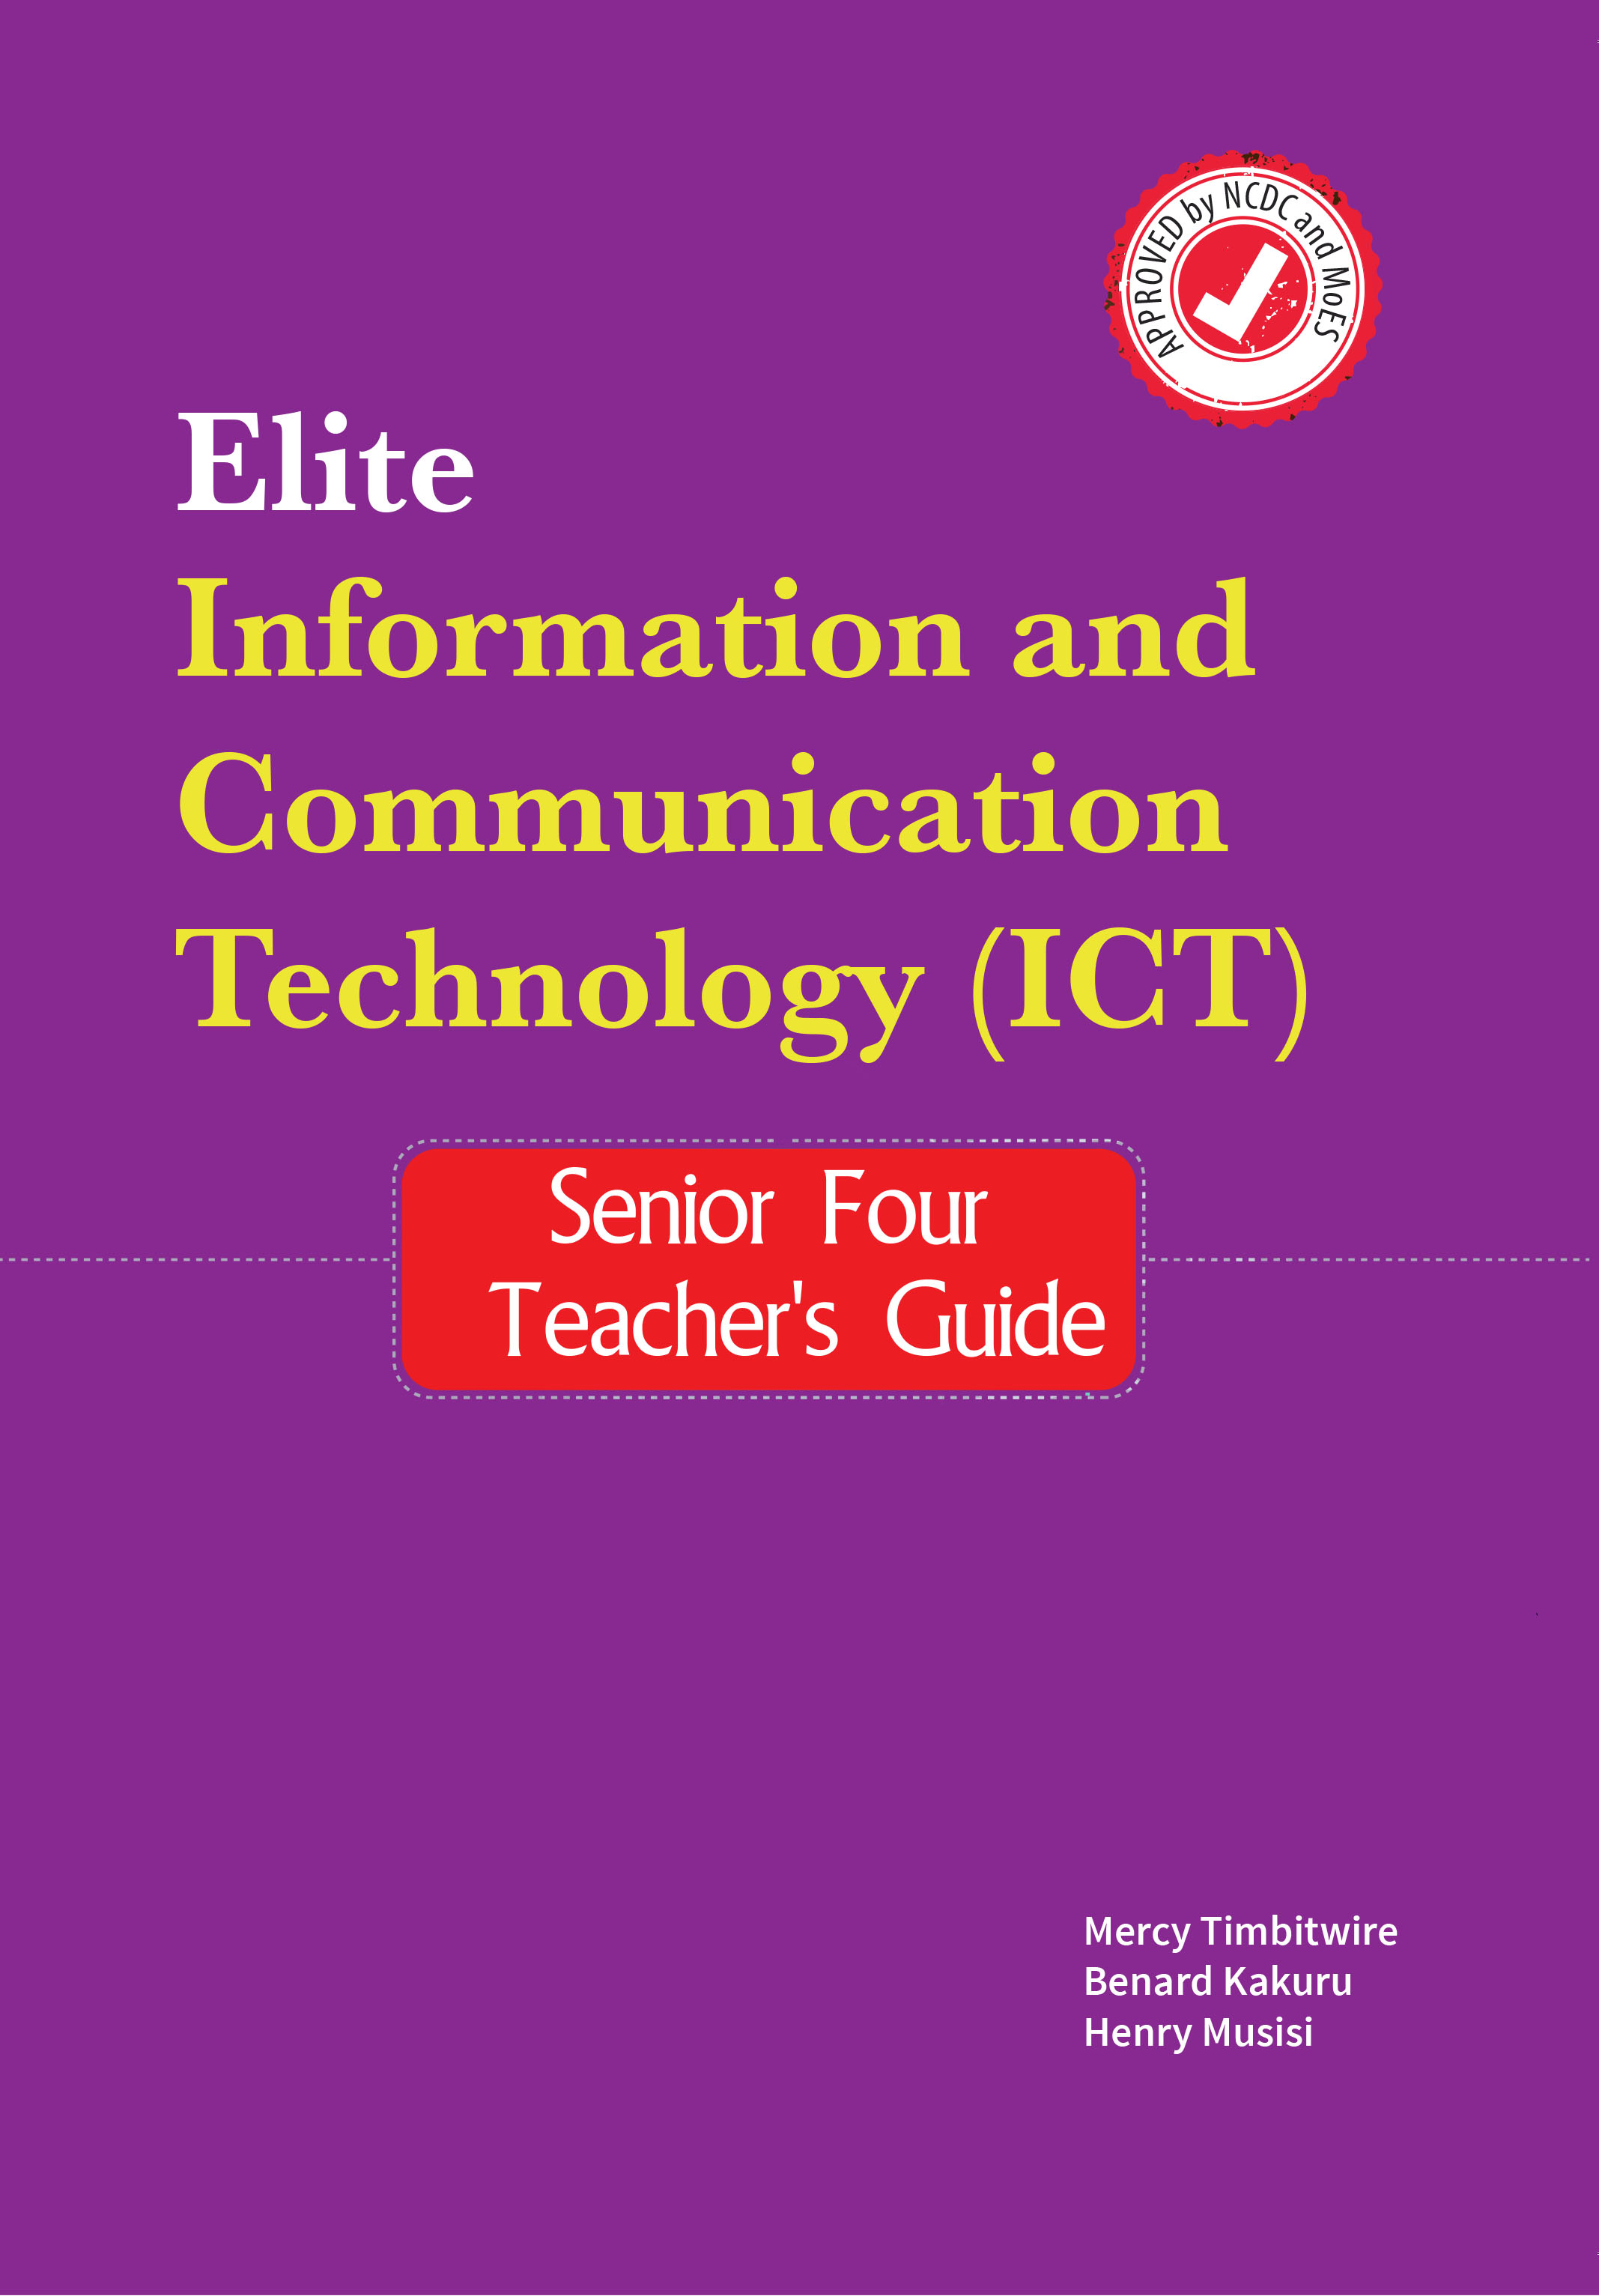 APPROVED by NCDC and MoES
Elite
Information and
Communication
Technology (ICT)
Senior Four
Teacher's Guide
Mercy Timbitwire
Benard Kakuru
Henry Musisi